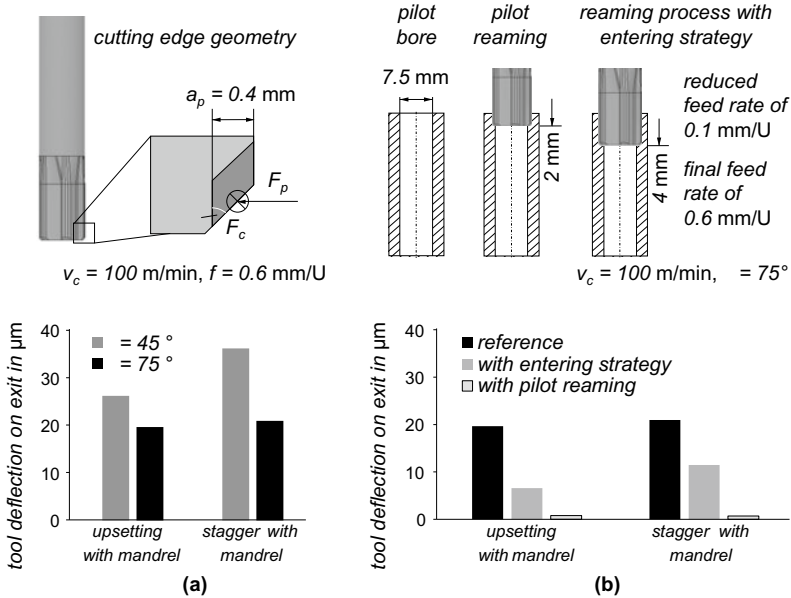 cutting edge geometry
a_p = 0.4 mm
F_p
F_c
v_c = 100 m/min, f = 0.6 mm/U
pilot
bore
7.5 mm
pilot
reaming
2 mm
reaming process with
entering strategy
4 mm
reduced
feed rate of
0.1 mm/U
final feed
rate of
0.6 mm/U
v_c = 100 m/min, = 75°
tool deflection on exit in µm
40
30
20
10
0
= 45 °
= 75 °
upsetting
with mandrel
stagger with
mandrel
(a)
tool deflection on exit in µm
40
30
20
10
0
reference
with entering strategy
with pilot reaming
upsetting
with mandrel
stagger with
mandrel
(b)